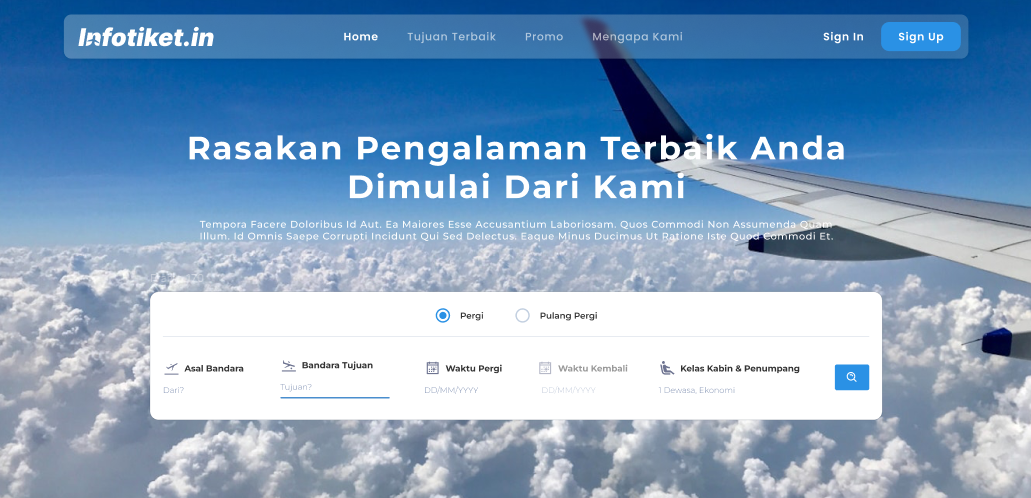 Infotiket.in
Home Tujuan Terbaik Promo Mengapa Kami Sign In Sign Up
Rasakan Pengalaman Terbaik Anda
Dimulai Dari Kami
Tempora Facere Doloribus Id Aut. Ea Maiores Esse Accusantium Laboriosam. Quos Commodi Non Assumenda Quam
Illum. Id Omnis Saepe Corrupti Incidunt Qui Sed Delectus. Eaque Minus Ducimus Ut Ratione Iste Quod Commodi Et.
Pergi Pulang Pergi
Asal Bandara Bandara Tujuan Waktu Pergi Waktu Kembali Kelas Kabin & Penumpang
Dari? Tujuan? DD/MM/YYYY DD/MM/YYYY 1 Dewasa, Ekonomi